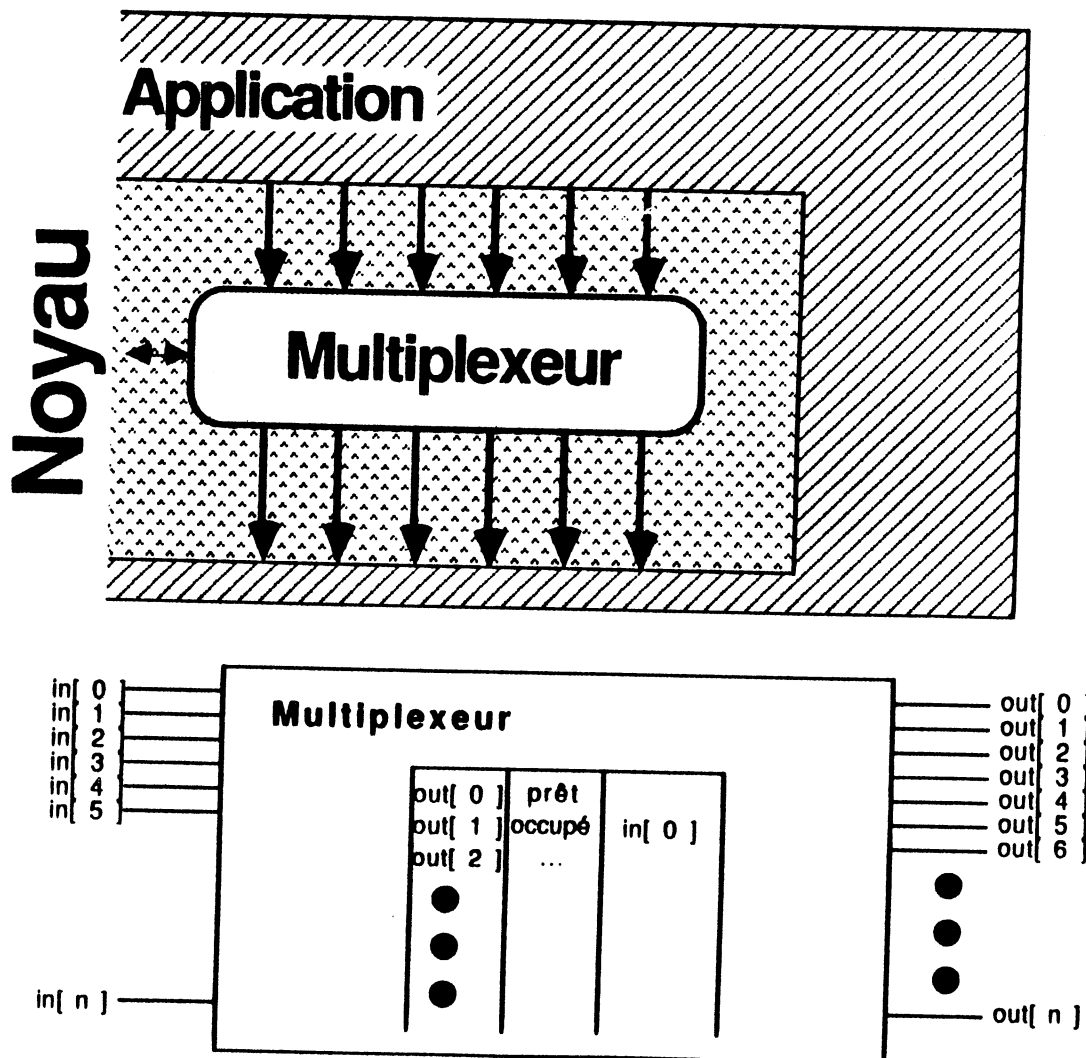 Application
Noyau
Multiplexeur
in[ 0 ]
in[ 1 ]
in[ 2 ]
in[ 3 ]
in[ 4 ]
in[ 5 ]
in[ n ]
Multiplexeur
out[ 0 ] prêt
out[ 1 ] occupé in[ 0 ]
out[ 2 ] ...
out[ 0 ]
out[ 1 ]
out[ 2 ]
out[ 3 ]
out[ 4 ]
out[ 5 ]
out[ 6 ]
out[ n ]